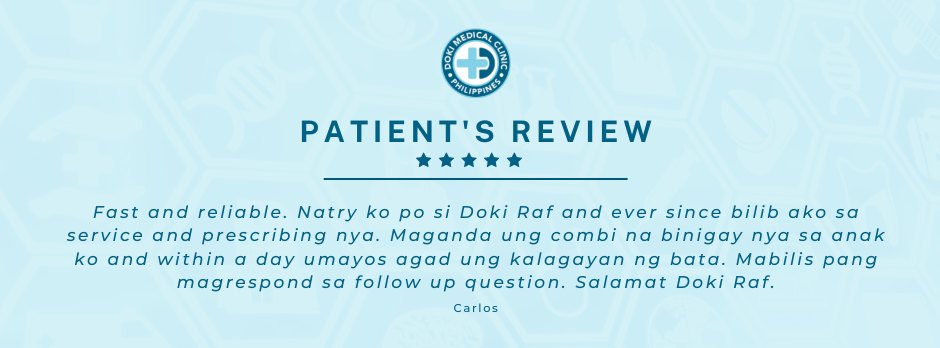 DOKI MEDICAL CLINIC
PHILIPPINES
PATIENT'S REVIEW
Fast and reliable. Natry ko po si Doki Raf and ever since bilib ako sa
service and prescribing nya. Maganda ung combi na binigay nya sa anak
ko and within a day umayos agad ung kalagayan ng bata. Mabilis pang
magrespond sa follow up question. Salamat Doki Raf.
Carlos